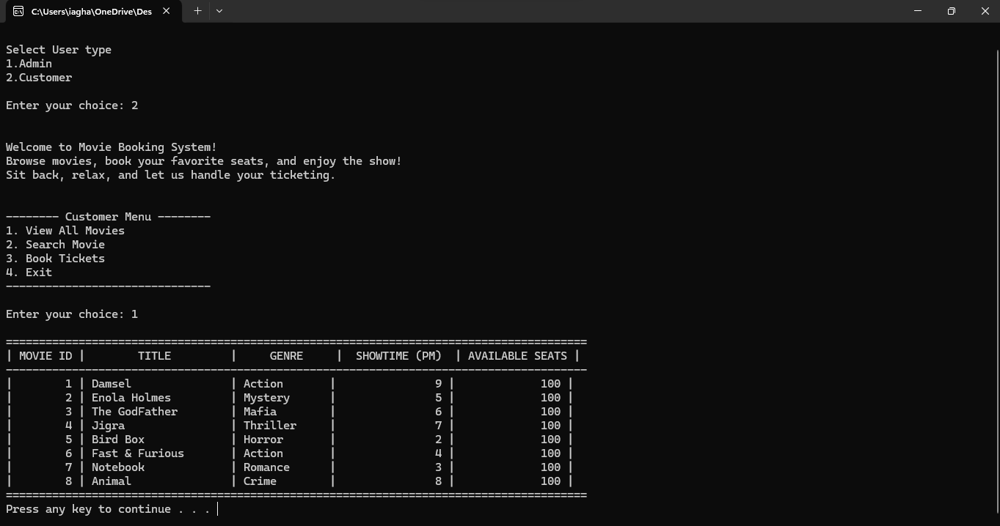 C:\Users\iagha\OneDrive\Des
Select User type
1.Admin
2.Customer
Enter your choice: 2
Welcome to Movie Booking System!
Browse movies, book your favorite seats, and enjoy the show!
Sit back, relax, and let us handle your ticketing.
-------- Customer Menu --------
1. View All Movies
2. Search Movie
3. Book Tickets
4. Exit
-------------------------------
Enter your choice: 1
========================================================================================
| MOVIE ID |        TITLE         |     GENRE     |  SHOWTIME (PM)  | AVAILABLE SEATS |
----------------------------------------------------------------------------------------
|        1 | Damsel               | Action       |               9 |             100 |
|        2 | Enola Holmes         | Mystery      |               5 |             100 |
|        3 | The GodFather        | Mafia        |               6 |             100 |
|        4 | Jigra                | Thriller     |               7 |             100 |
|        5 | Bird Box             | Horror       |               2 |             100 |
|        6 | Fast & Furious       | Action       |               4 |             100 |
|        7 | Notebook             | Romance      |               3 |             100 |
|        8 | Animal               | Crime        |               8 |             100 |
========================================================================================
Press any key to continue . . .